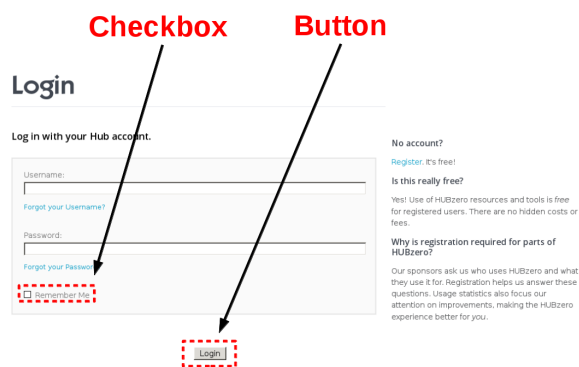 Checkbox Button
Login
Log in with your Hub account.
Username:
Forgot your Username?
Password:
Forgot your Password?
Remember Me
Login
No account?
Register. It's free!
Is this really free?
Yes! Use of HUBzero resources and tools is free
for registered users. There are no hidden costs or
fees.
Why is registration required for parts of
HUBzero?
Our sponsors ask us who uses HUBzero and what
they use it for. Registration helps us answer these
questions. Usage statistics also focus our
attention on improvements, making the HUBzero
experience better for you.